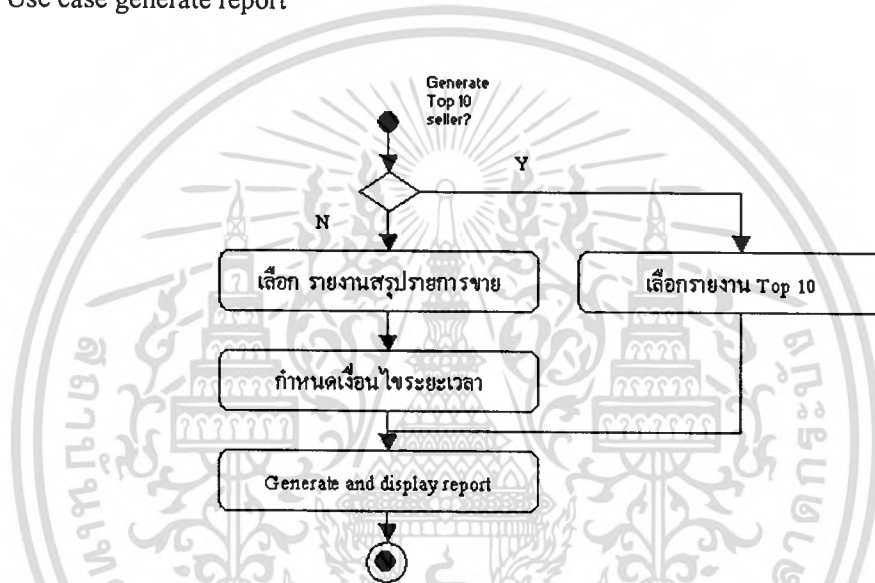 Use case generate report
Generate
Top 10
seller?
Y
N
เลือก รายงานสรุปรายการขาย
เลือกรายงาน Top 10
กำหนดเงื่อนไขระยะเวลา
Generate and display report